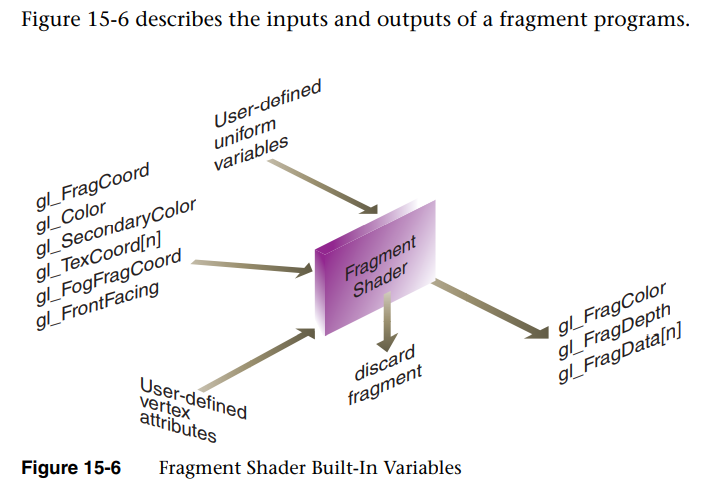 Figure 15-6 describes the inputs and outputs of a fragment programs.
User-defined
uniform
variables
gl_FragCoord
gl_Color
gl_SecondaryColor
gl_TexCoord[n]
gl_FogFragCoord
gl_FrontFacing
Fragment
Shader
gl_FragColor
gl_FragDepth
gl_FragData[n]
discard
fragment
User-defined
vertex
attributes
Figure 15-6 Fragment Shader Built-In Variables